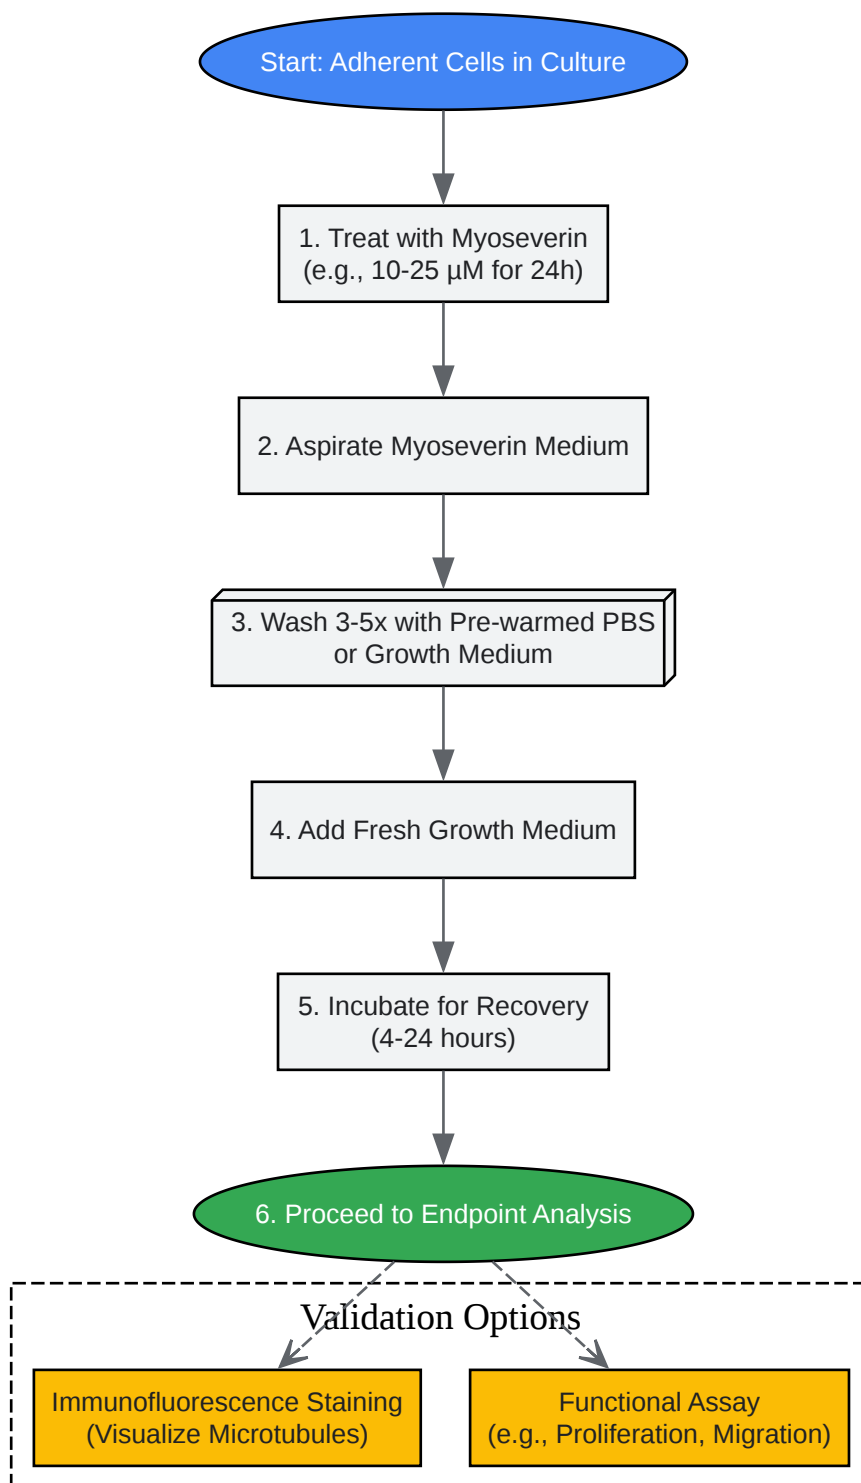 Start: Adherent Cells in Culture
1. Treat with Myoseverin
(e.g., 10-25 µM for 24h)
2. Aspirate Myoseverin Medium
3. Wash 3-5x with Pre-warmed PBS
or Growth Medium
4. Add Fresh Growth Medium
5. Incubate for Recovery
(4-24 hours)
6. Proceed to Endpoint Analysis
Validation Options
Immunofluorescence Staining
(Visualize Microtubules)
Functional Assay
(e.g., Proliferation, Migration)